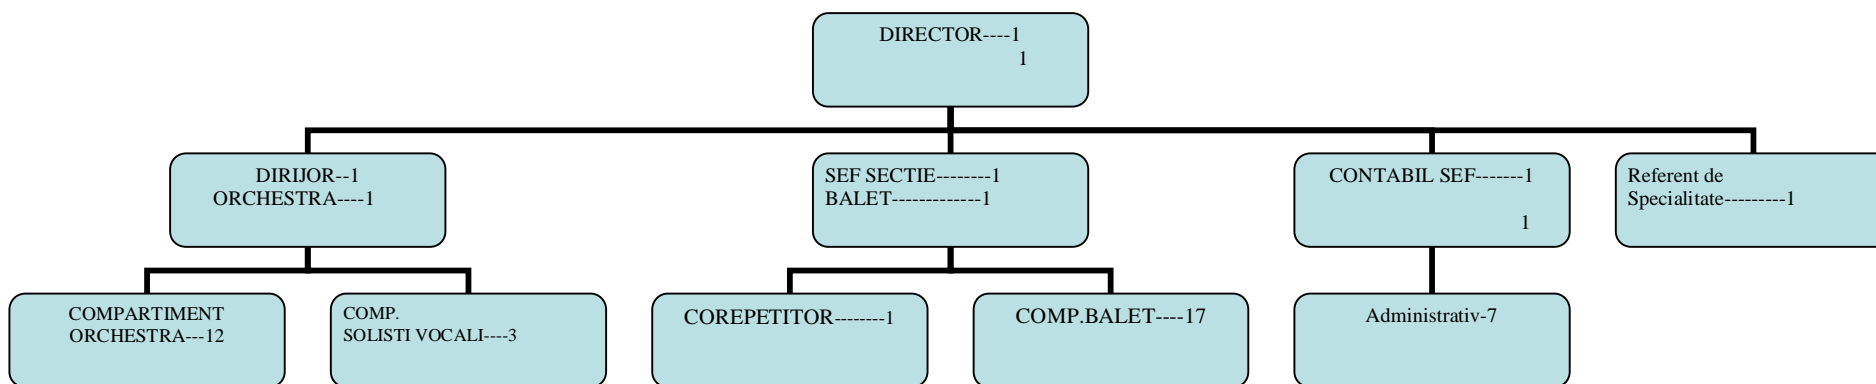 DIRECTOR----1
1
DIRIJOR--1
ORCHESTRA----1
SEF SECTIE--------1
BALET-------------1
CONTABIL SEF-------1
1
Referent de
Specialitate---------1
COMPARTIMENT
ORCHESTRA---12
COMP.
SOLISTI VOCALI----3
COREPETITOR--------1
COMP.BALET----17
Administrativ-7